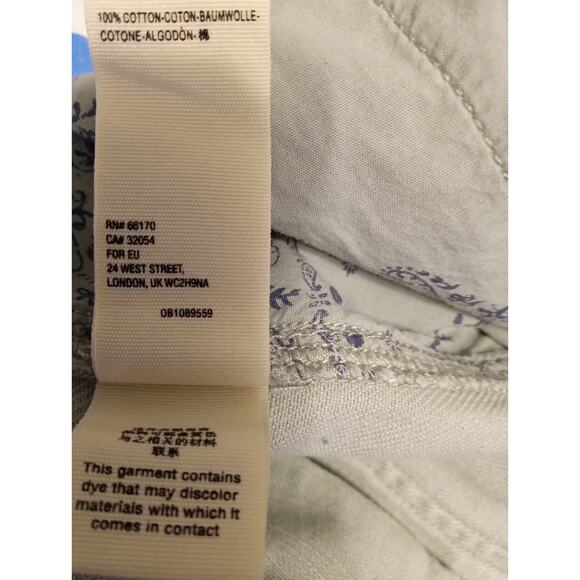 100% COTTON-COTON-BAUMWOLLE-
COTONE-ALGODÓN-棉
RN# 66170
CA# 32054
FOR EU
24 WEST STREET,
LONDON, UK WC2H9NA
OB1089559
与之相关的材料
联系
This garment contains
dye that may discolor
materials with which it
comes in contact